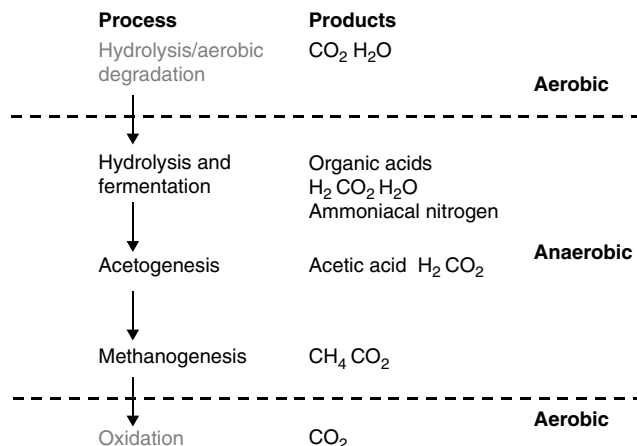 Process Products
Hydrolysis/aerobic CO₂ H₂O
degradation
Aerobic
Hydrolysis and Organic acids
fermentation H₂ CO₂ H₂O
Ammoniacal nitrogen
Anaerobic
Acetogenesis Acetic acid H₂ CO₂
Methanogenesis CH₄ CO₂
Aerobic
Oxidation CO₂